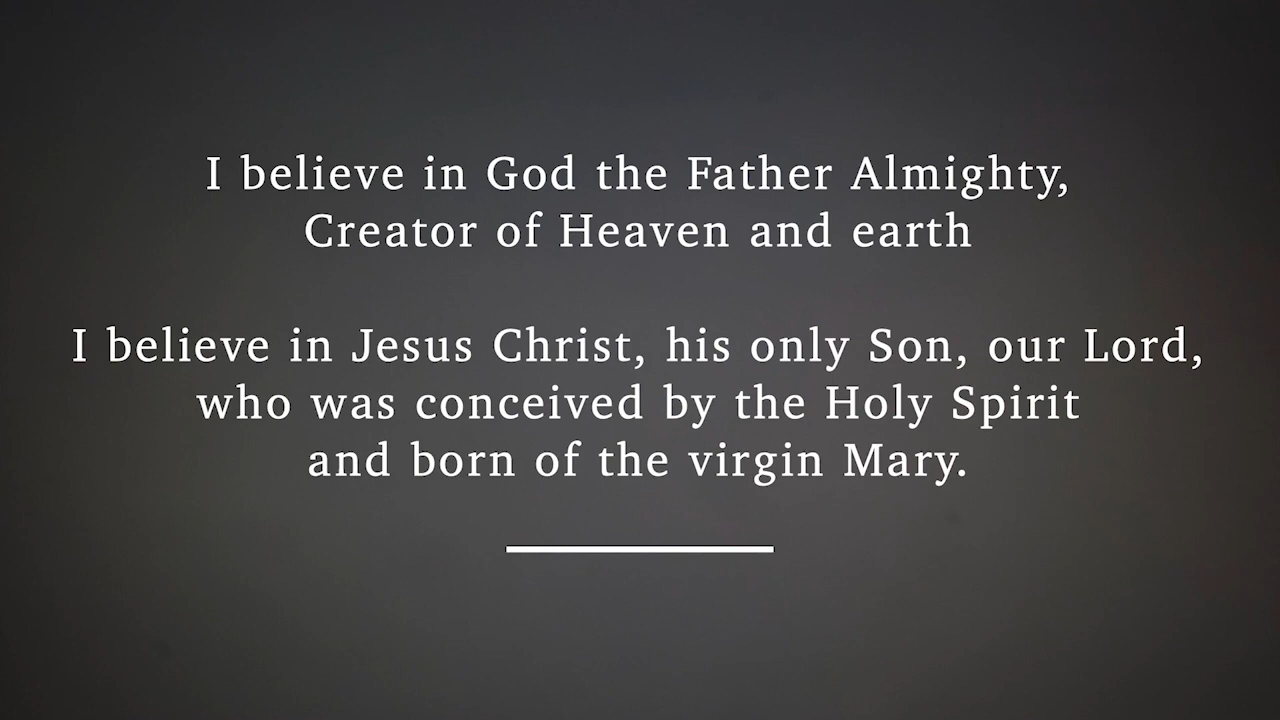 I believe in God the Father Almighty,
Creator of Heaven and earth
I believe in Jesus Christ, his only Son, our Lord,
who was conceived by the Holy Spirit
and born of the virgin Mary.